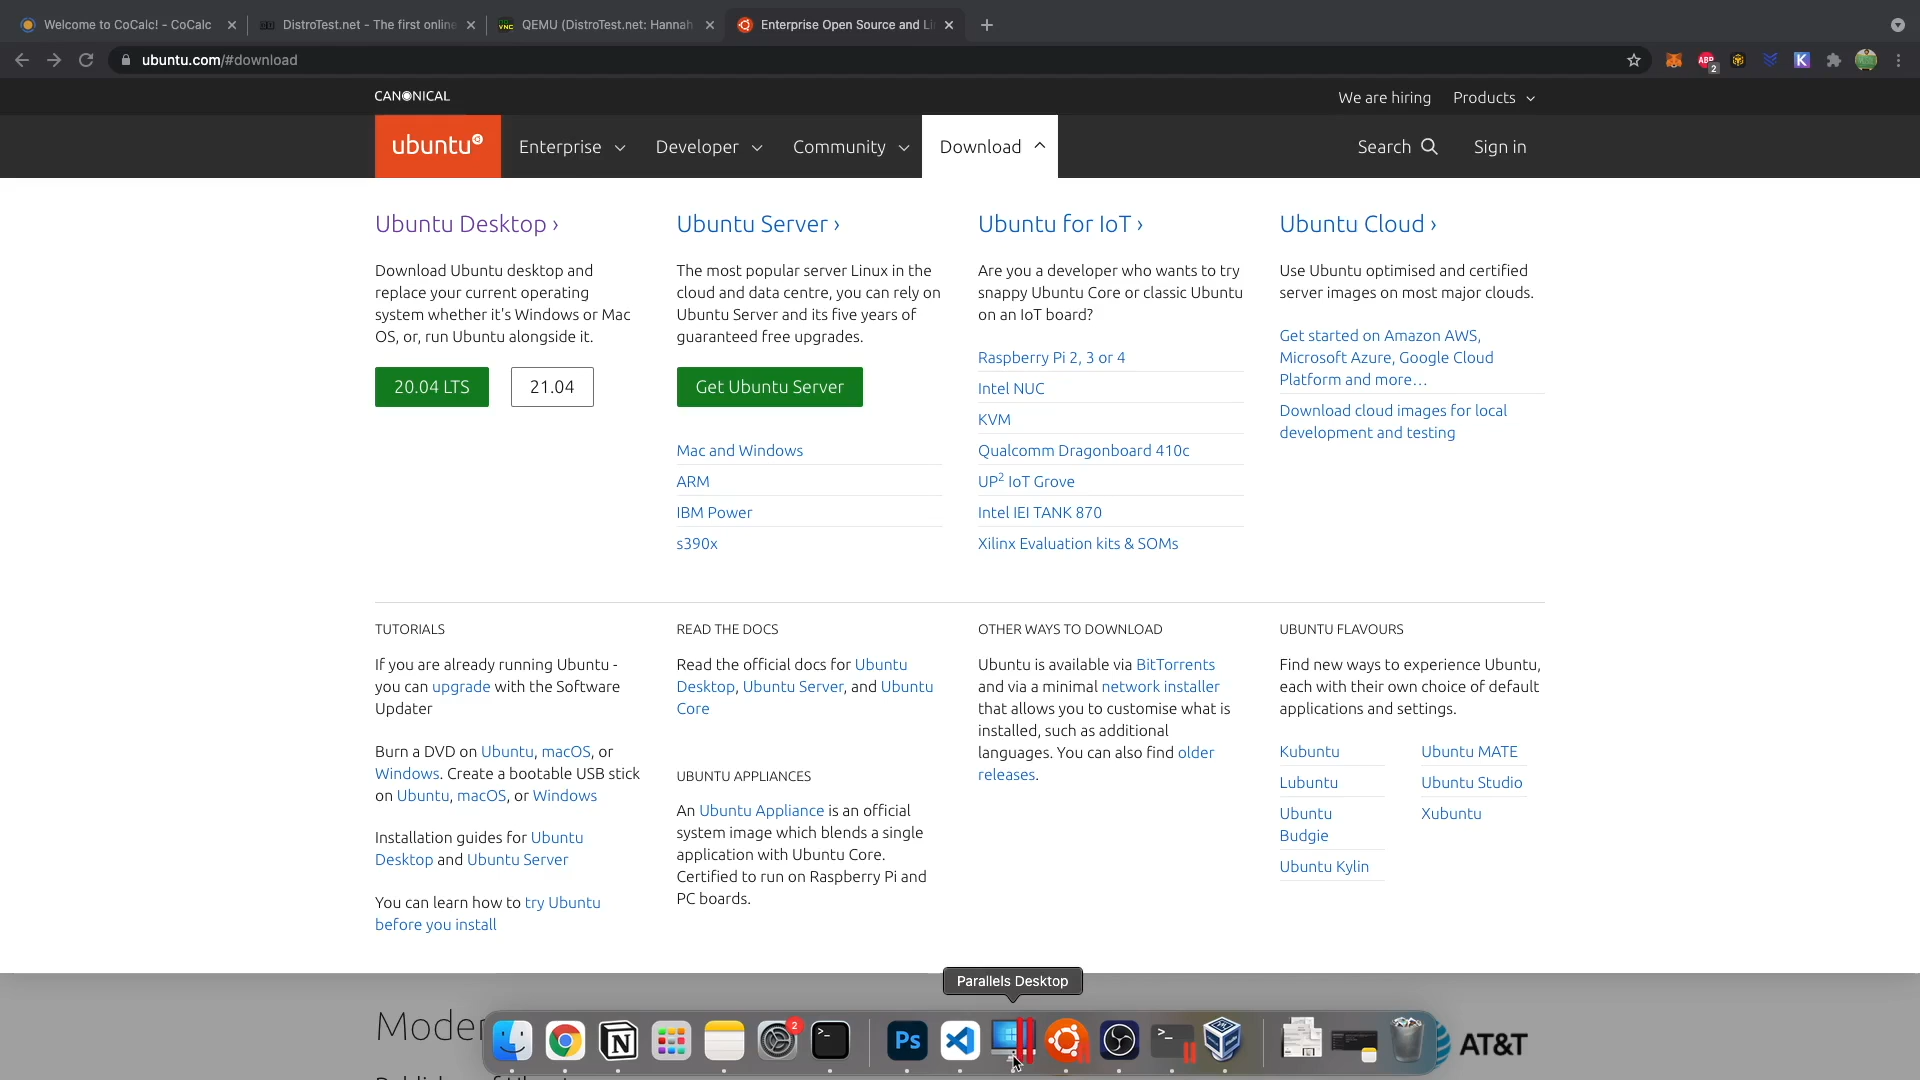 Welcome to CoCalc! - CoCalc
DistroTest.net - The first online
QEMU (DistroTest.net: Hannah
Enterprise Open Source and Li
ubuntu.com/#download
CANONICAL
We are hiring
Products
ubuntu
Enterprise
Developer
Community
Download
Search
Sign in
Ubuntu Desktop ›
Download Ubuntu desktop and
replace your current operating
system whether it's Windows or Mac
OS, or, run Ubuntu alongside it.
20.04 LTS
21.04
Ubuntu Server ›
The most popular server Linux in the
cloud and data centre, you can rely on
Ubuntu Server and its five years of
guaranteed free upgrades.
Get Ubuntu Server
Mac and Windows
ARM
IBM Power
s390x
Ubuntu for IoT ›
Are you a developer who wants to try
snappy Ubuntu Core or classic Ubuntu
on an IoT board?
Raspberry Pi 2, 3 or 4
Intel NUC
KVM
Qualcomm Dragonboard 410c
UP² IoT Grove
Intel IEI TANK 870
Xilinx Evaluation kits & SOMs
Ubuntu Cloud ›
Use Ubuntu optimised and certified
server images on most major clouds.
Get started on Amazon AWS,
Microsoft Azure, Google Cloud
Platform and more…
Download cloud images for local
development and testing
TUTORIALS
If you are already running Ubuntu -
you can upgrade with the Software
Updater
Burn a DVD on Ubuntu, macOS, or
Windows. Create a bootable USB stick
on Ubuntu, macOS, or Windows
Installation guides for Ubuntu
Desktop and Ubuntu Server
You can learn how to try Ubuntu
before you install
READ THE DOCS
Read the official docs for Ubuntu
Desktop, Ubuntu Server, and Ubuntu
Core
UBUNTU APPLIANCES
An Ubuntu Appliance is an official
system image which blends a single
application with Ubuntu Core.
Certified to run on Raspberry Pi and
PC boards.
OTHER WAYS TO DOWNLOAD
Ubuntu is available via BitTorrents
and via a minimal network installer
that allows you to customise what is
installed, such as additional
languages. You can also find older
releases.
UBUNTU FLAVOURS
Find new ways to experience Ubuntu,
each with their own choice of default
applications and settings.
Kubuntu
Lubuntu
Ubuntu
Budgie
Ubuntu Kylin
Ubuntu MATE
Ubuntu Studio
Xubuntu
Parallels Desktop
Moder
2
Ps
AT&T